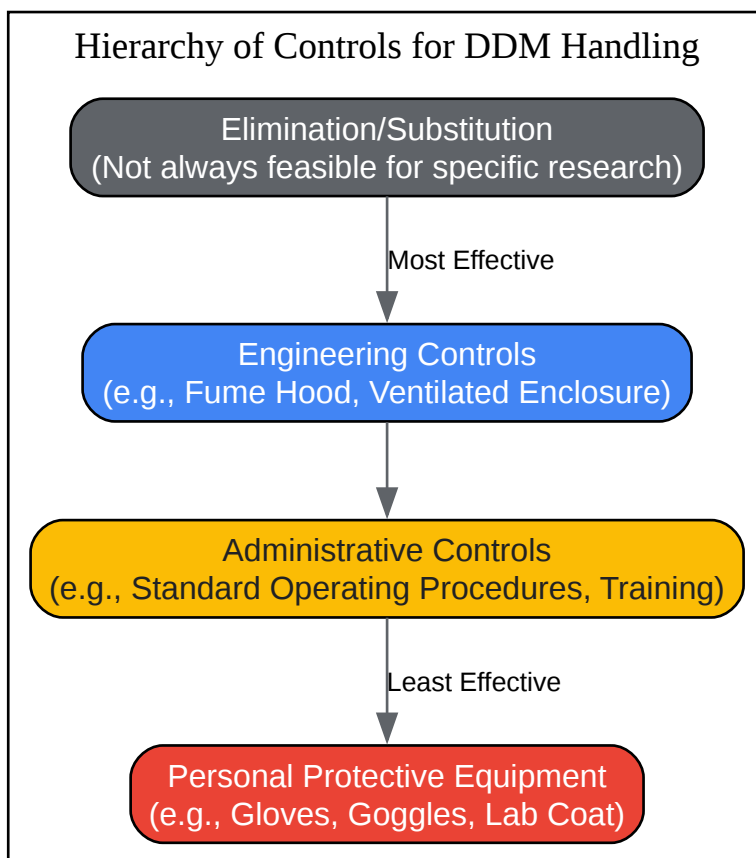 Hierarchy of Controls for DDM Handling
Elimination/Substitution
(Not always feasible for specific research)
Most Effective
Engineering Controls
(e.g., Fume Hood, Ventilated Enclosure)
Administrative Controls
(e.g., Standard Operating Procedures, Training)
Least Effective
Personal Protective Equipment
(e.g., Gloves, Goggles, Lab Coat)